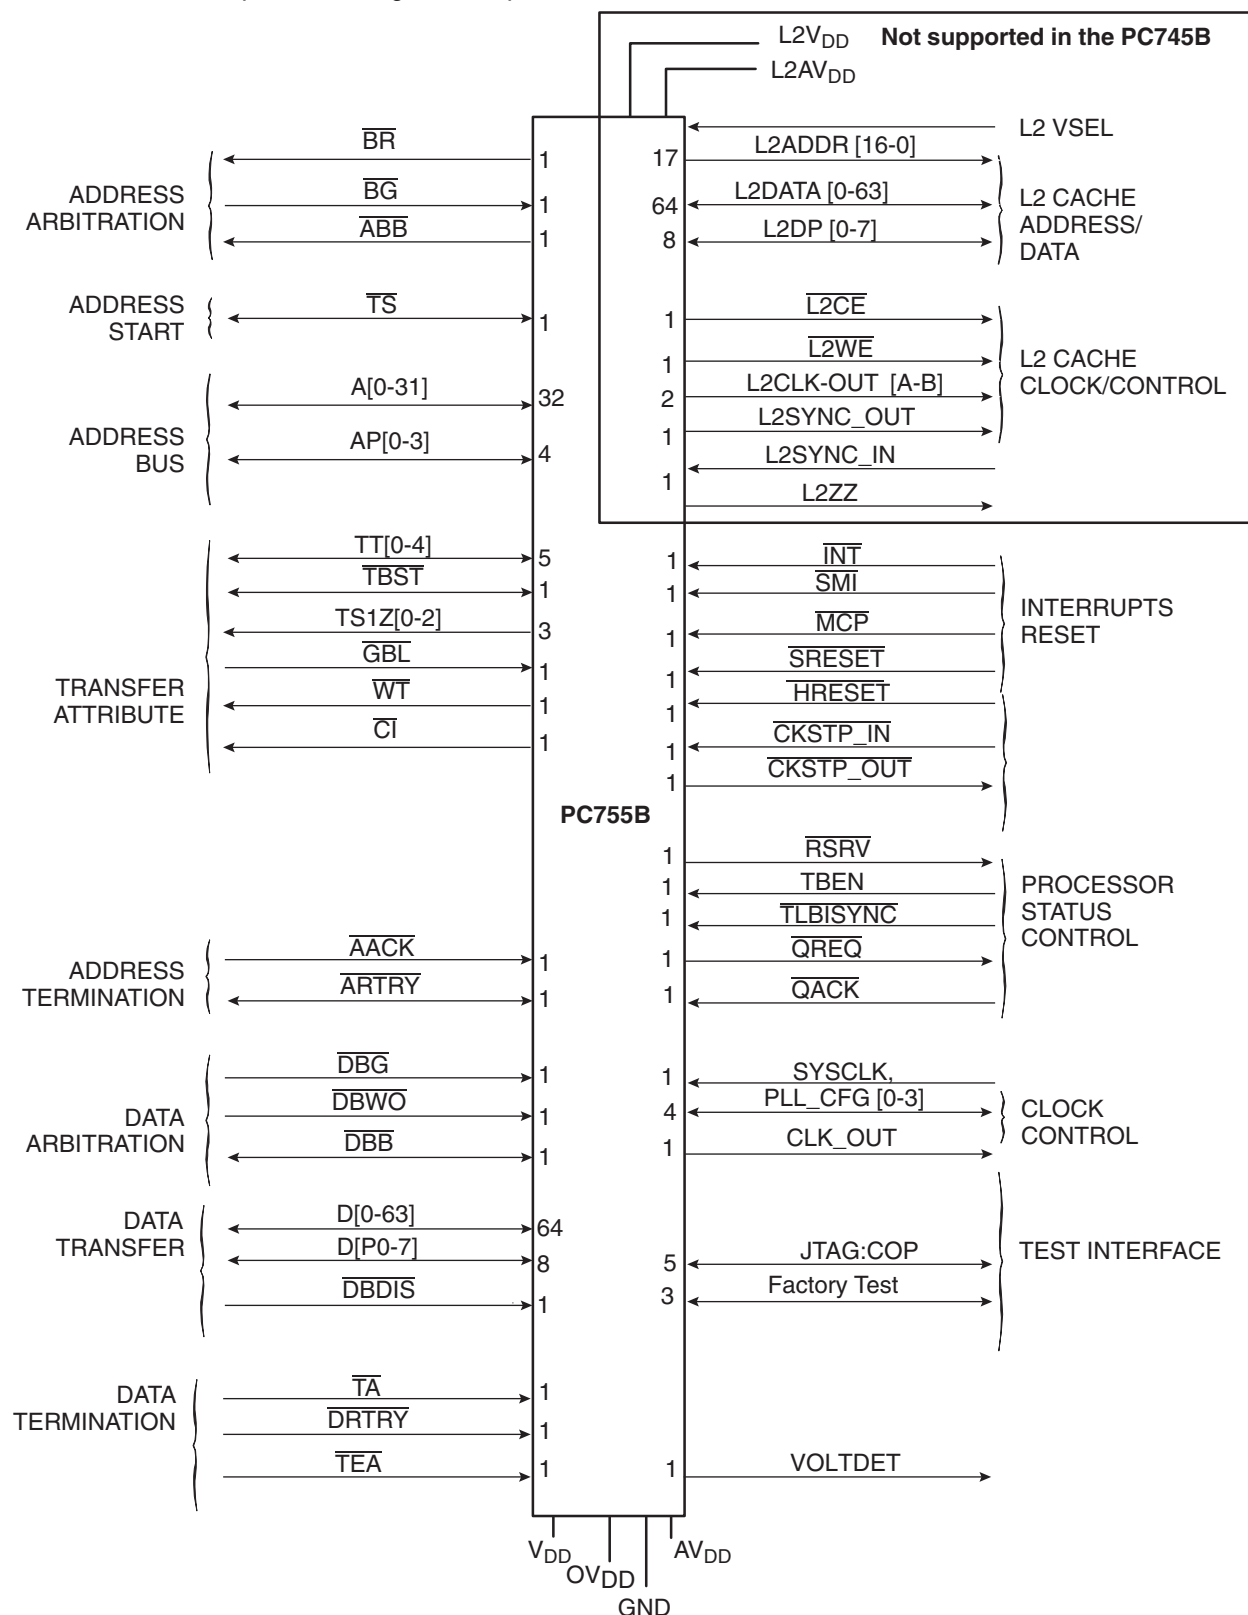 L2VDD
Not supported in the PC745B
L2AVDD
ADDRESS
ARBITRATION
BR
1
BG
1
ABB
1
ADDRESS
START
TS
1
ADDRESS
BUS
A[0-31]
32
AP[0-3]
4
TRANSFER
ATTRIBUTE
TT[0-4]
5
TBST
1
TS1Z[0-2]
3
GBL
1
WT
1
CI
1
PC755B
ADDRESS
TERMINATION
AACK
1
ARTRY
1
DATA
ARBITRATION
DBG
1
DBWO
1
DBB
1
DATA
TRANSFER
D[0-63]
64
D[P0-7]
8
DBDIS
1
DATA
TERMINATION
TA
1
DRTRY
1
TEA
1
L2 VSEL
17
L2ADDR [16-0]
64
L2DATA [0-63]
8
L2DP [0-7]
L2 CACHE
ADDRESS/
DATA
1
L2CE
1
L2WE
2
L2CLK-OUT [A-B]
1
L2SYNC_OUT
1
L2SYNC_IN
L2ZZ
L2 CACHE
CLOCK/CONTROL
1
INT
1
SMI
1
MCP
1
SRESET
1
HRESET
1
CKSTP_IN
1
CKSTP_OUT
INTERRUPTS
RESET
1
RSRV
1
TBEN
1
TLBISYNC
1
QREQ
1
QACK
PROCESSOR
STATUS
CONTROL
1
SYSCLK,
4
PLL_CFG [0-3]
1
CLK_OUT
CLOCK
CONTROL
5
JTAG:COP
3
Factory Test
TEST INTERFACE
1
VOLTDET
VDD
OVDD
GND
AVDD